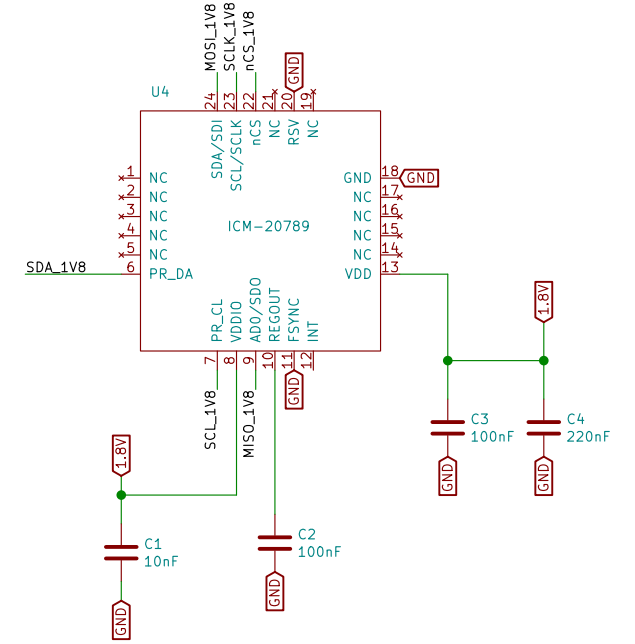 MOSI_1V8
SCLK_1V8
nCS_1V8
GND
U4
24
23
22
21
20
19
SDA/SDI
SCL/SCLK
nCS
NC
RSV
NC
1 NC
2 NC
3 NC
4 NC
5 NC
SDA_1V8 6 PR_DA
ICM-20789
GND 18 GND
NC 17
NC 16
NC 15
NC 14
VDD 13
PR_CL
VDDIO
AD0/SDO
REGOUT
FSYNC
INT
7
8
9
10
11
12
SCL_1V8
MISO_1V8
GND
1.8V
C3
100nF
GND
C4
220nF
GND
1.8V
C1
10nF
GND
C2
100nF
GND